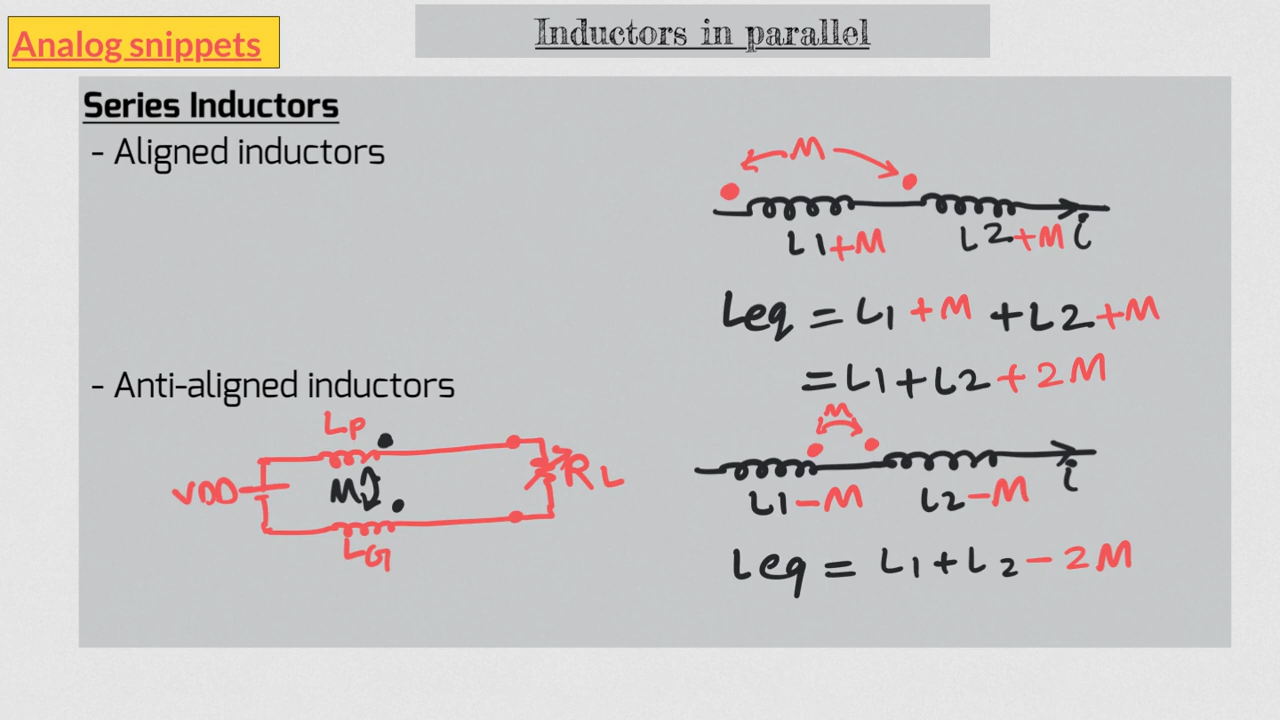 Analog snippets
Inductors in parallel
Series Inductors
- Aligned inductors
M
L1+M
L2+M i
Leq = L1+M +L2+M
=L1+L2+2M
- Anti-aligned inductors
M
L1-M
L2-M i
Leq = L1+L2-2M
LP
VDD
M
RL
LG